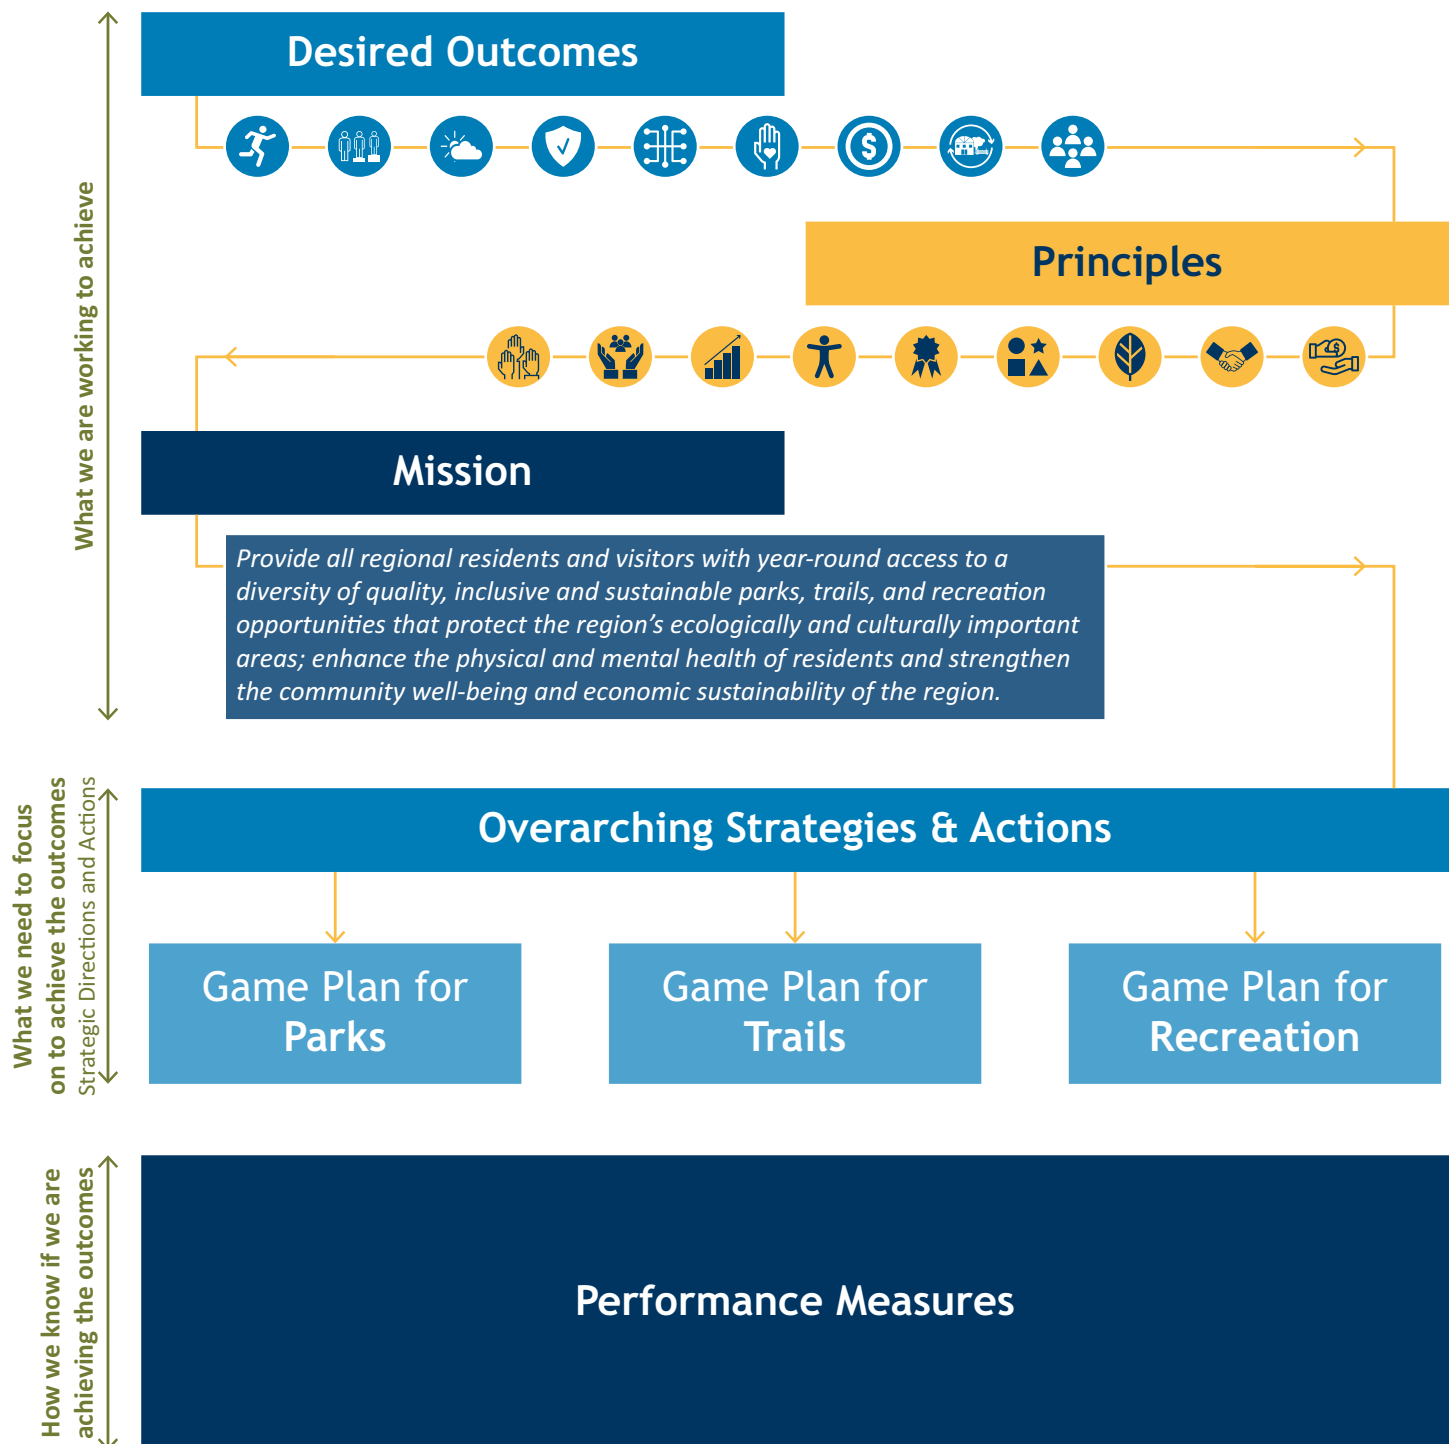 Desired Outcomes
What we are working to achieve
Principles
Mission
Provide all regional residents and visitors with year-round access to a
diversity of quality, inclusive and sustainable parks, trails, and recreation
opportunities that protect the region’s ecologically and culturally important
areas; enhance the physical and mental health of residents and strengthen
the community well-being and economic sustainability of the region.
What we need to focus
on to achieve the outcomes
Strategic Directions and Actions
Overarching Strategies & Actions
Game Plan for
Parks
Game Plan for
Trails
Game Plan for
Recreation
How we know if we are
achieving the outcomes
Performance Measures